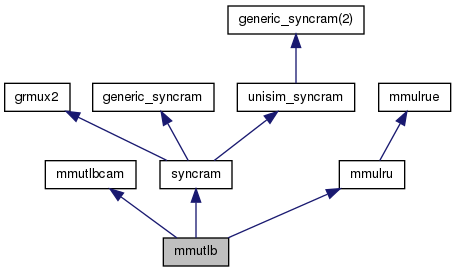 generic_syncram(2)
grmux2
generic_syncram
unisim_syncram
mmulrue
mmutlbcam
syncram
mmulru
mmutlb